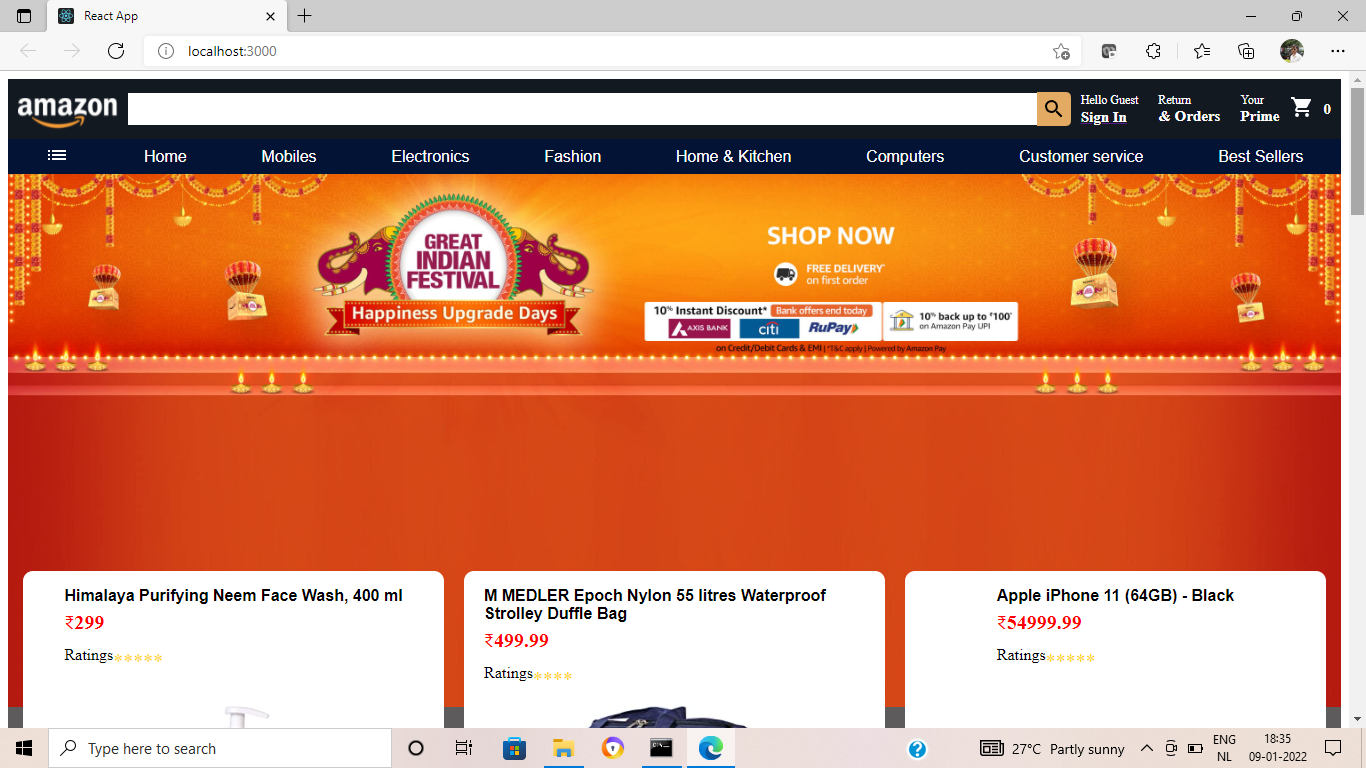 React App
localhost:3000
amazon
Hello Guest
Sign In
Return
& Orders
Your
Prime
0
Home
Mobiles
Electronics
Fashion
Home & Kitchen
Computers
Customer service
Best Sellers
GREAT
INDIAN
FESTIVAL
Happiness Upgrade Days
SHOP NOW
FREE DELIVERY*
on first order
10% Instant Discount*
Bank offers end today
AXIS BANK
citi
RuPay
10% back up to ₹100*
on Amazon Pay UPI
on Credit/Debit Cards & EMI | *T&C apply | Powered by Amazon Pay
Himalaya Purifying Neem Face Wash, 400 ml
₹299
Ratings*****
M MEDLER Epoch Nylon 55 litres Waterproof
Strolley Duffle Bag
₹499.99
Ratings****
Apple iPhone 11 (64GB) - Black
₹54999.99
Ratings*****
Type here to search
27°C Partly sunny
ENG
NL
18:35
09-01-2022